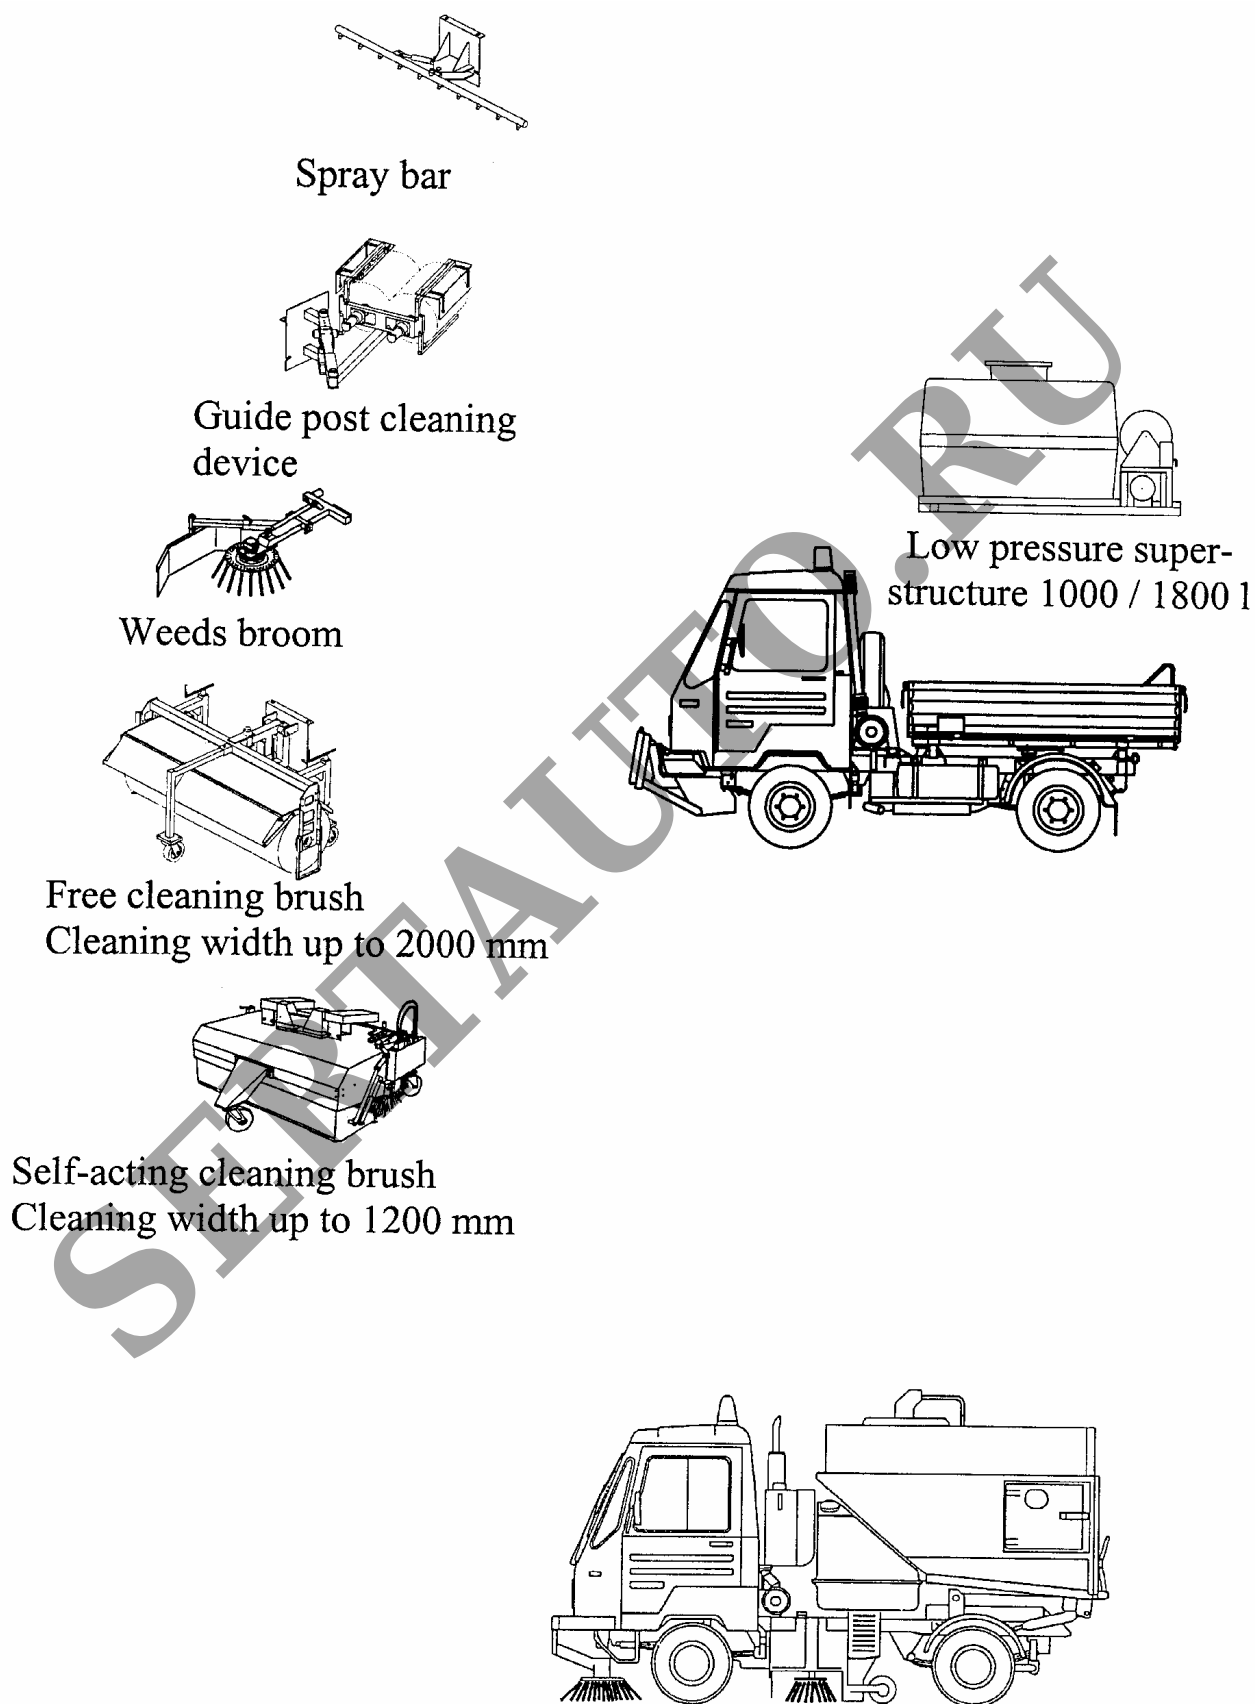 Spray bar
Guide post cleaning
device
Weeds broom
Free cleaning brush
Cleaning width up to 2000 mm
Self-acting cleaning brush
Cleaning width up to 1200 mm
Low pressure super-
structure 1000 / 1800 l
SERTAUTO.RU